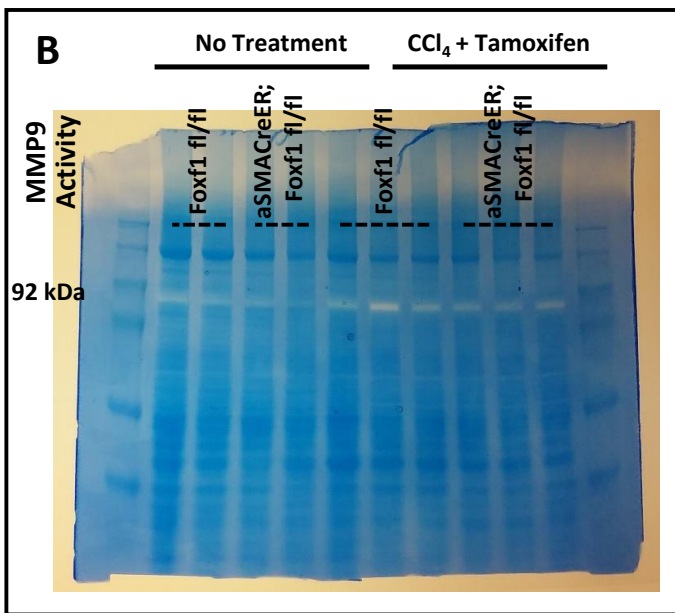 B
No Treatment
CCl₄ + Tamoxifen
MMP9
Activity
Foxf1 fl/fl
aSMACreER;
Foxf1 fl/fl
Foxf1 fl/fl
aSMACreER;
Foxf1 fl/fl
92 kDa